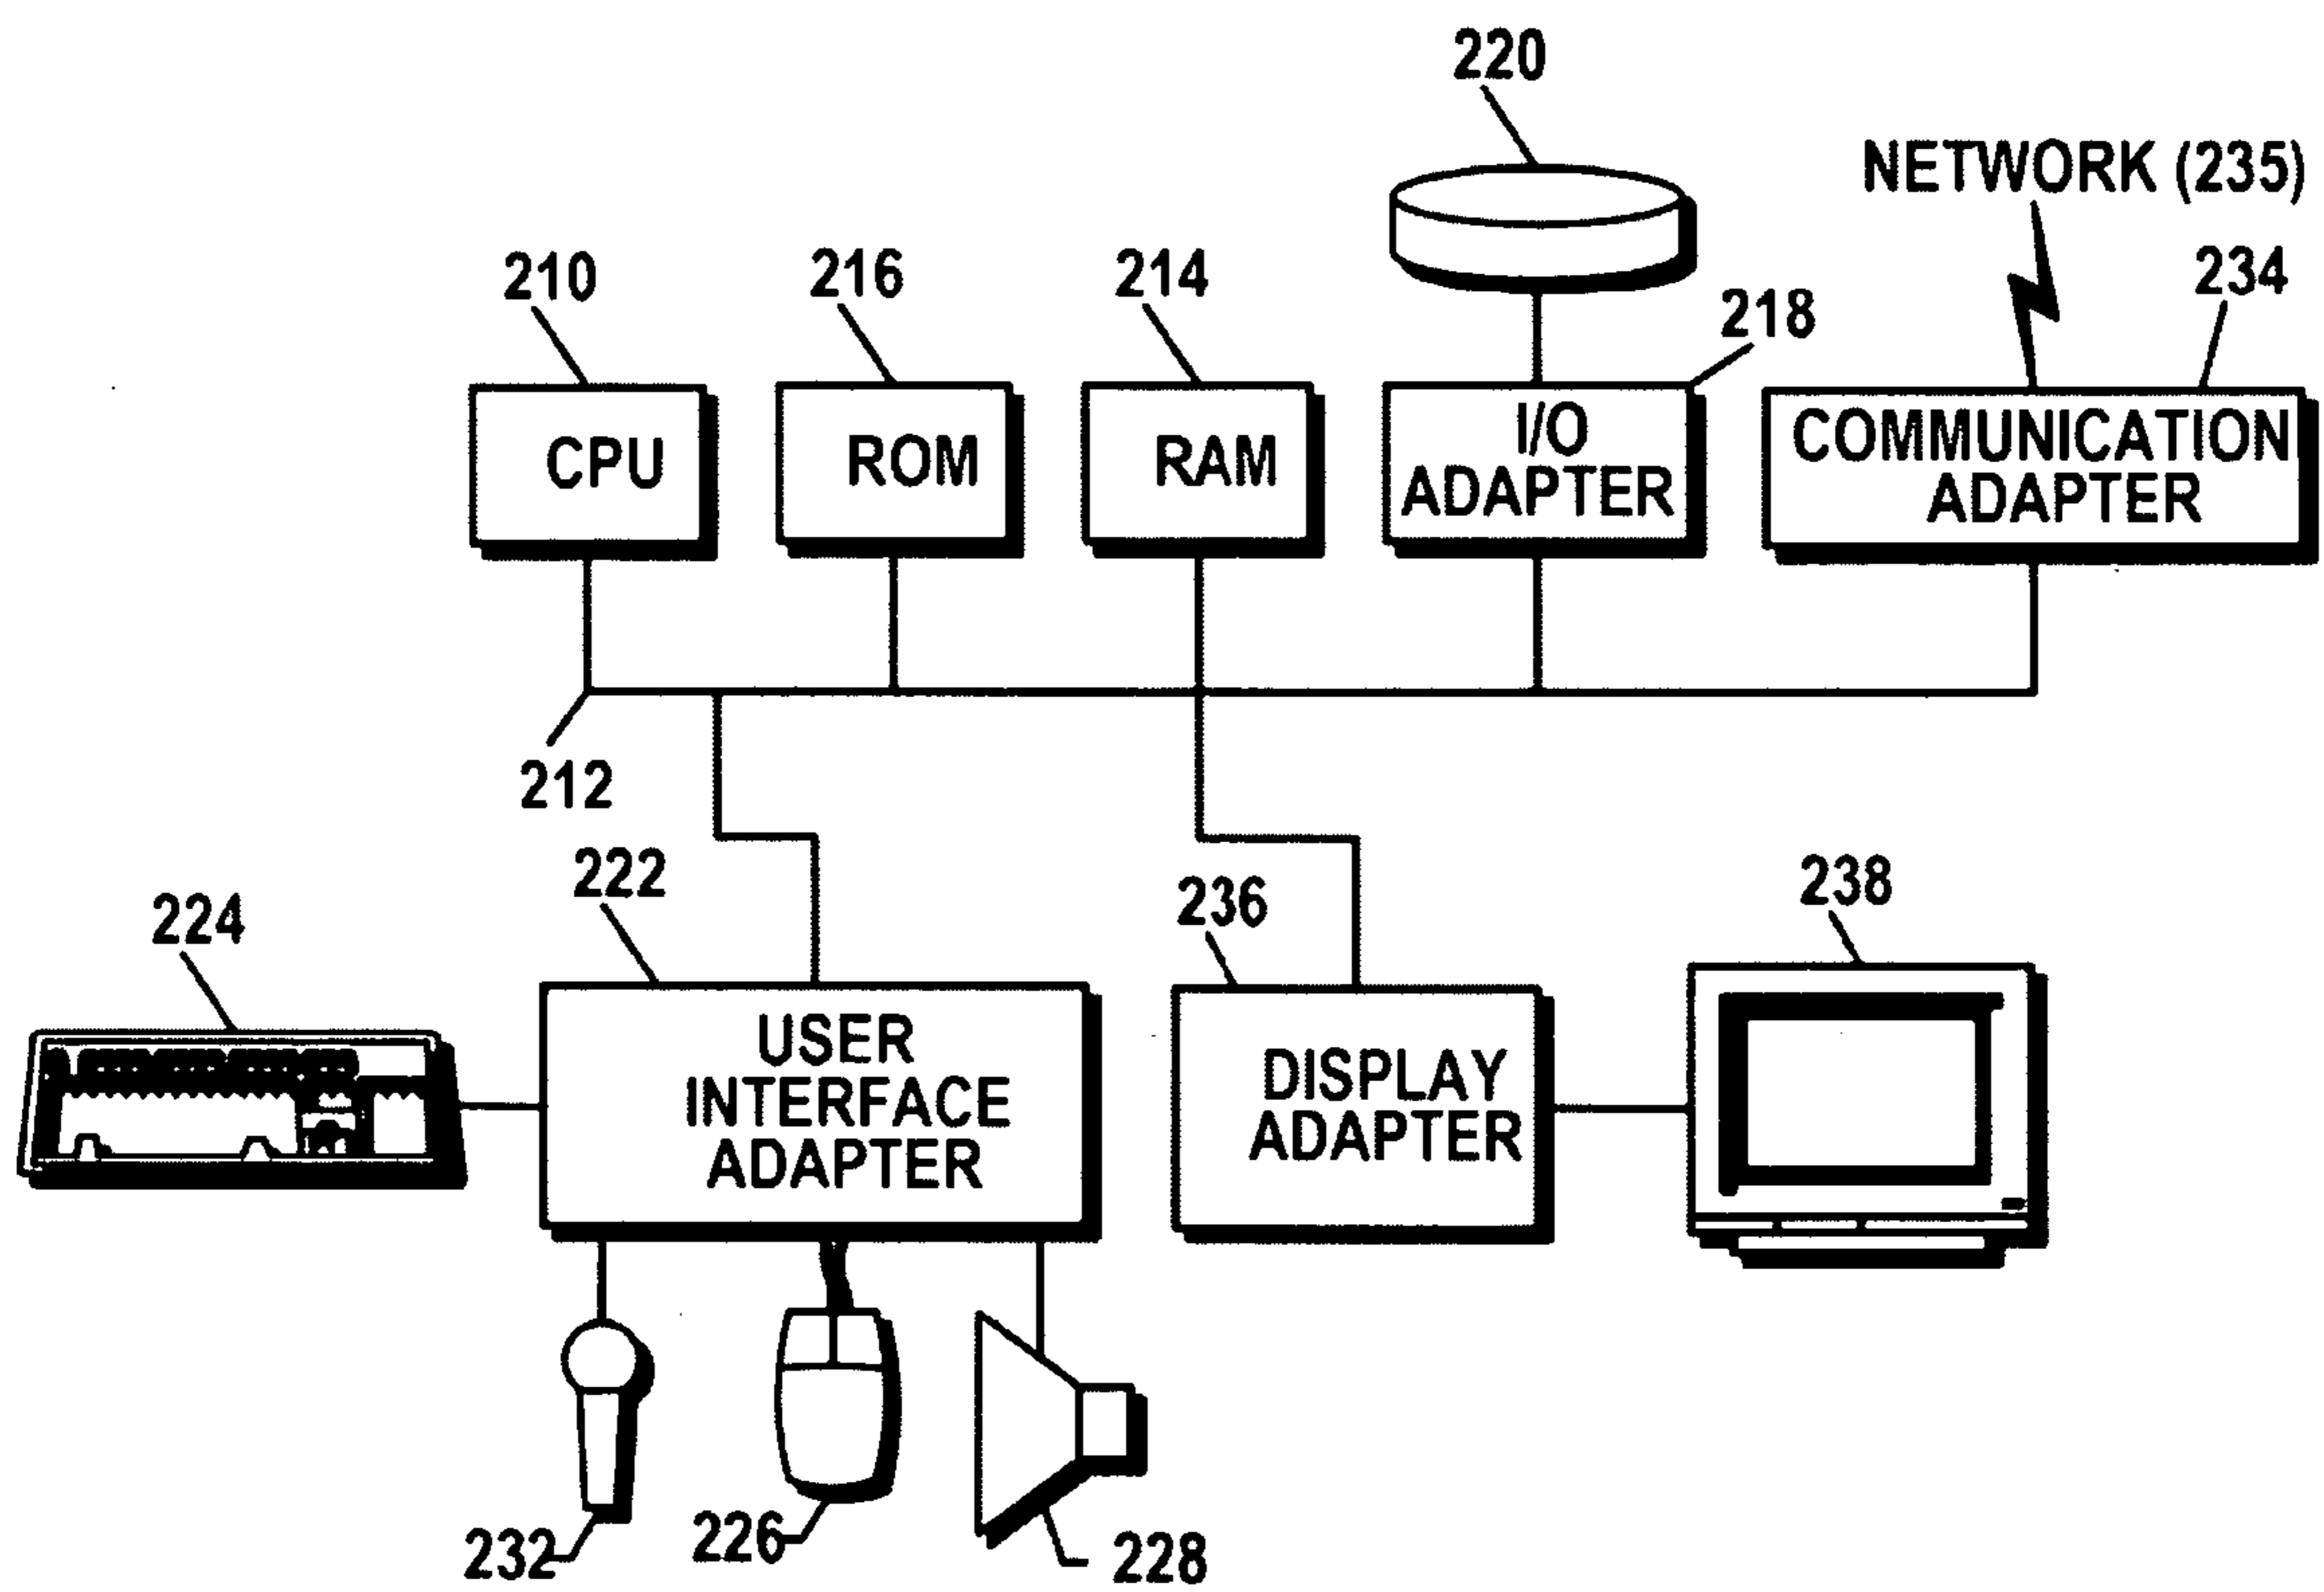 220
NETWORK (235)
210
216
214
218
234
CPU
ROM
RAM
I/O
ADAPTER
COMMUNICATION
ADAPTER
212
222
224
236
238
USER
INTERFACE
ADAPTER
DISPLAY
ADAPTER
232
226
228